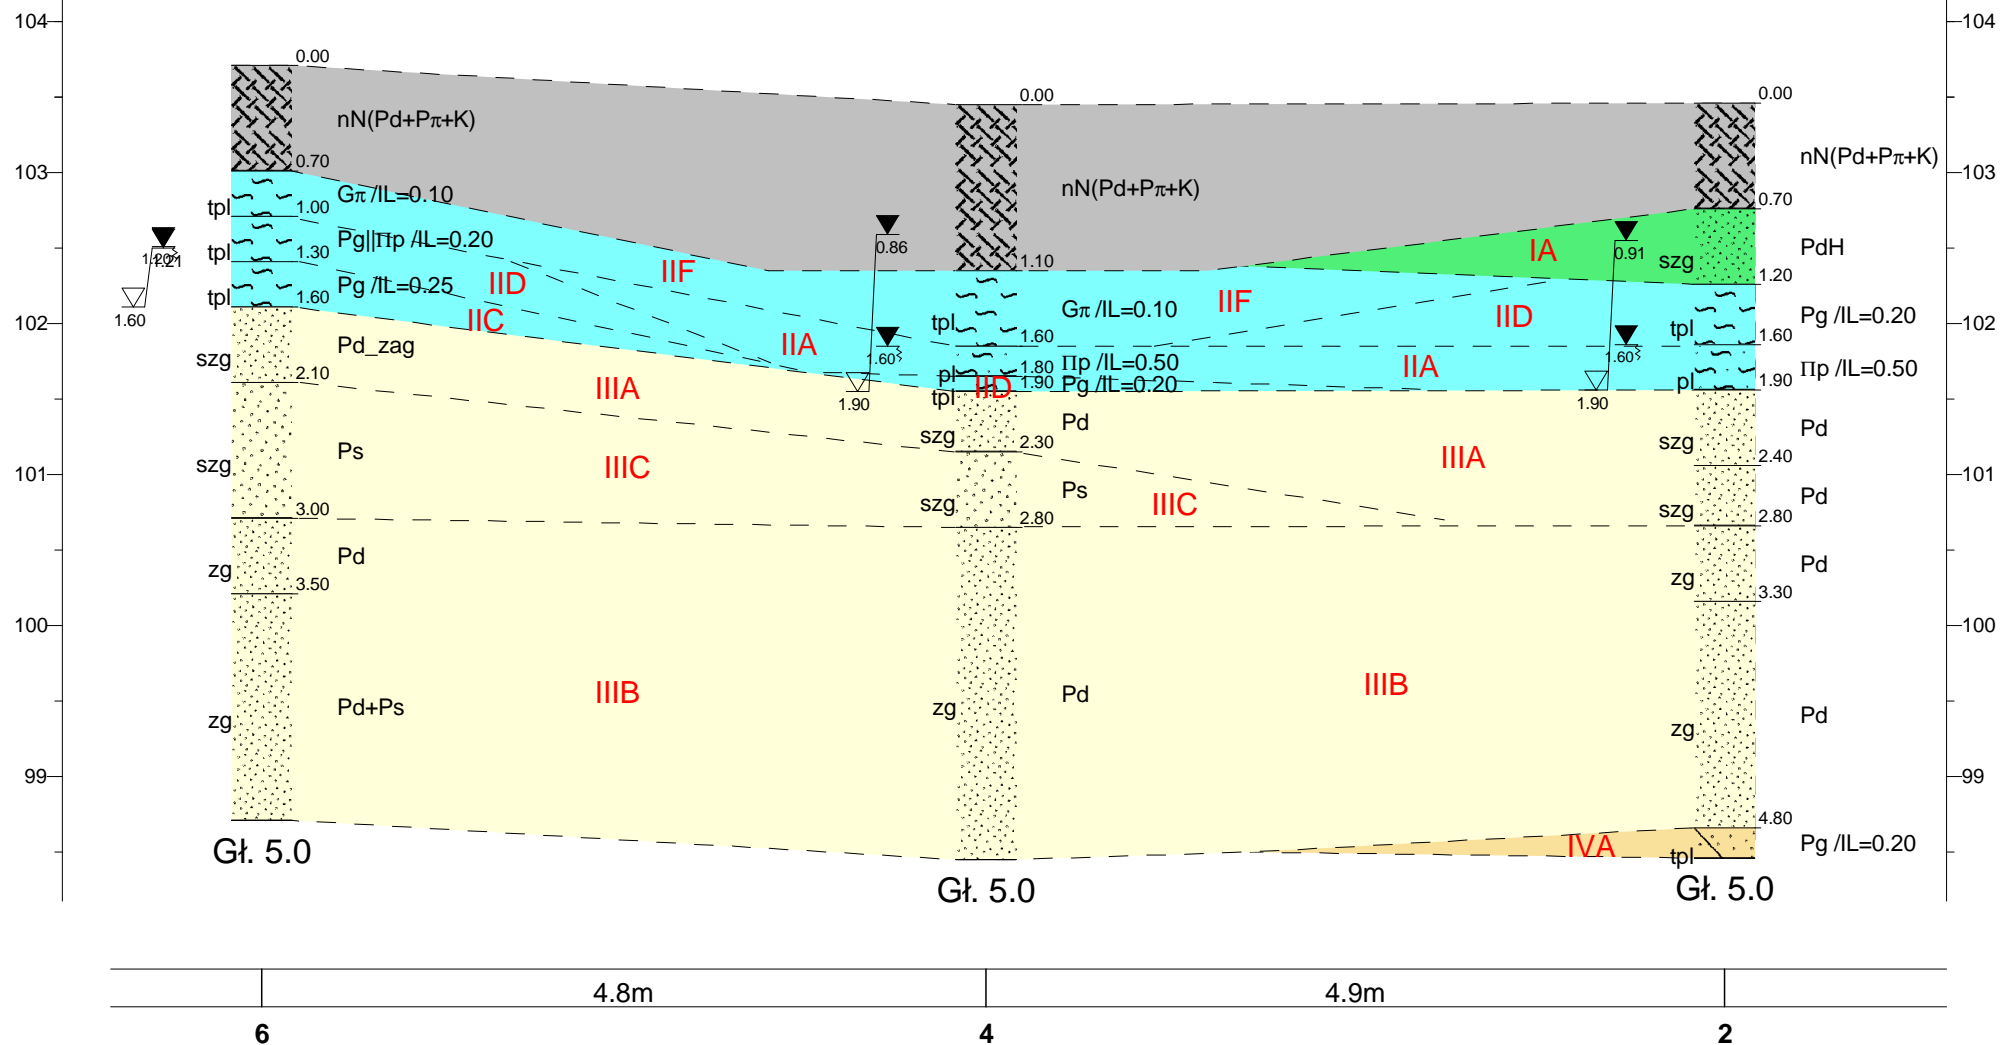 104
104
0.00
0.00
0.00
nN(Pd+Pπ+K)
nN(Pd+Pπ+K)
nN(Pd+Pπ+K)
103
0.70
0.70
103
tpl
Gπ /IL=0.10
1.00
tpl
Pg||Πp /IL=0.20
1.30
tpl
Pg /IL=0.25
1.60
1.21
1.60
IID
IIC
IIF
IIA
0.86
1.60
1.90
1.10
tpl
Gπ /IL=0.10
1.60
pl
Πp /IL=0.50
1.80
tpl
IID
1.90
Pg /IL=0.20
IIF
IA
IID
IIA
0.91
1.60
1.90
szg
PdH
1.20
tpl
Pg /IL=0.20
1.60
pl
Πp /IL=0.50
1.90
102
102
szg
Pd_zag
2.10
IIIA
szg
Ps
IIIC
3.00
szg
Pd
2.30
szg
Ps
2.80
IIIC
IIIA
szg
Pd
2.40
szg
Pd
2.80
101
101
zg
Pd
3.50
zg
Pd
3.30
100
100
zg
Pd+Ps
IIIB
zg
Pd
IIIB
zg
Pd
99
99
4.80
IVA
tpl
Pg /IL=0.20
Gł. 5.0
Gł. 5.0
Gł. 5.0
4.8m
4.9m
6
4
2